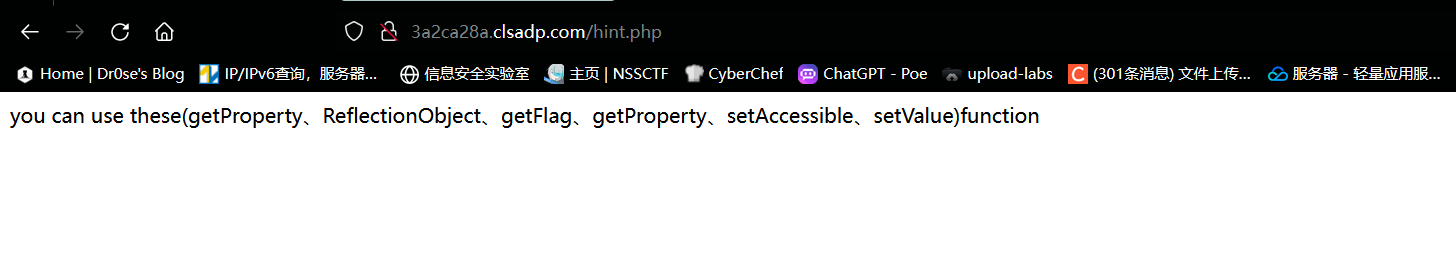 3a2ca28a.clsadp.com/hint.php
Home | Dr0se's Blog IP/IPv6查询，服务器... 信息安全实验室 主页 | NSSCTF CyberChef ChatGPT - Poe upload-labs C (301条消息) 文件上传... 服务器 - 轻量应用服...
you can use these(getProperty、ReflectionObject、getFlag、getProperty、setAccessible、setValue)function